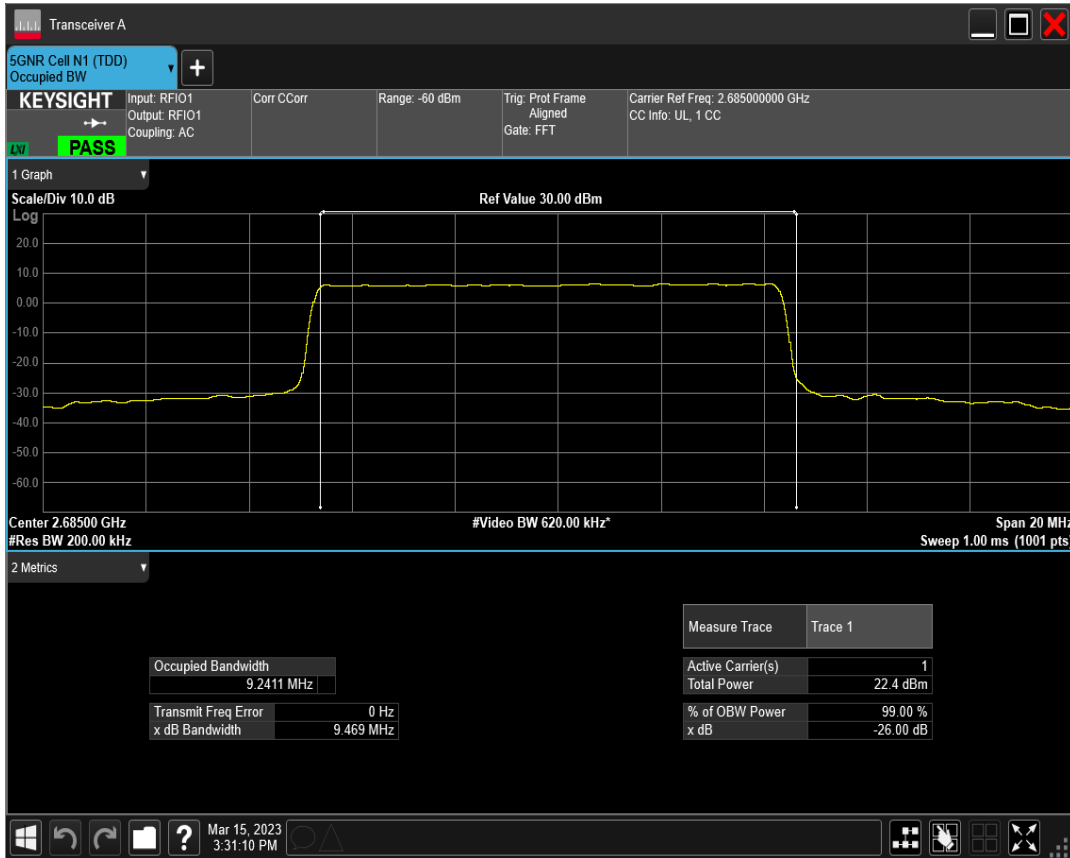 Transceiver A
5GNR Cell N1 (TDD)
Occupied BW
+
KEYSIGHT
LXI
PASS
Input: RFIO1
Output: RFIO1
Coupling: AC
Corr CCorr
Range: -60 dBm
Trig: Prot Frame
Aligned
Gate: FFT
Carrier Ref Freq: 2.685000000 GHz
CC Info: UL, 1 CC
1 Graph
Scale/Div 10.0 dB
Ref Value 30.00 dBm
Log
20.0
10.0
0.00
-10.0
-20.0
-30.0
-40.0
-50.0
-60.0
Center 2.68500 GHz
#Video BW 620.00 kHz*
Span 20 MHz
#Res BW 200.00 kHz
Sweep 1.00 ms (1001 pts)
2 Metrics
Measure Trace Trace 1
Occupied Bandwidth
9.2411 MHz
Active Carrier(s) 1
Total Power 22.4 dBm
Transmit Freq Error 0 Hz
x dB Bandwidth 9.469 MHz
% of OBW Power 99.00 %
x dB -26.00 dB
?
Mar 15, 2023
3:31:10 PM